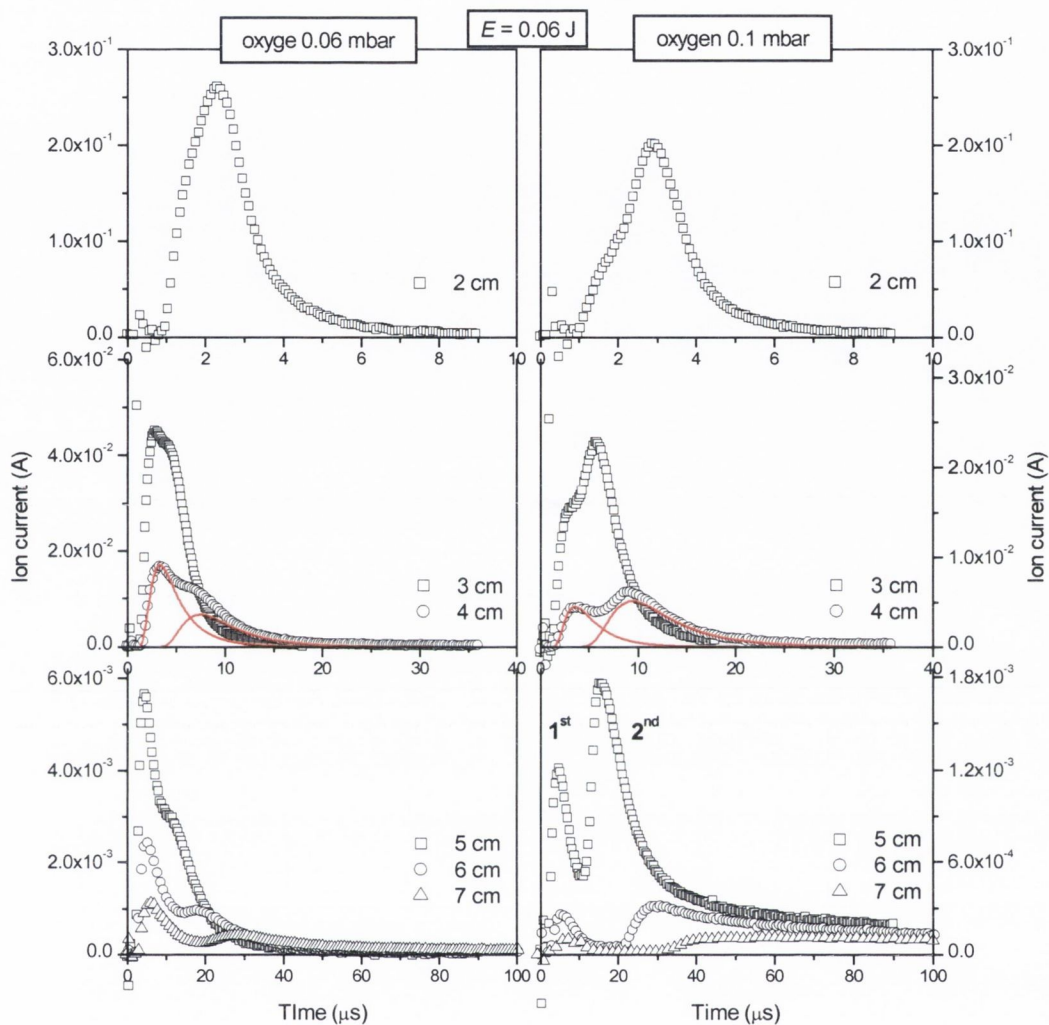 oxyge 0.06 mbar
E = 0.06 J
oxygen 0.1 mbar
3.0x10⁻¹
2.0x10⁻¹
1.0x10⁻¹
0.0
0 2 4 6 8 10
2 cm
3.0x10⁻¹
2.0x10⁻¹
1.0x10⁻¹
0.0
0 2 4 6 8 10
2 cm
Ion current (A)
6.0x10⁻²
4.0x10⁻²
2.0x10⁻²
0.0
0 10 20 30 40
3 cm
4 cm
3.0x10⁻²
2.0x10⁻²
1.0x10⁻²
0.0
0 10 20 30 40
3 cm
4 cm
Ion current (A)
6.0x10⁻³
4.0x10⁻³
2.0x10⁻³
0.0
0 20 40 60 80 100
5 cm
6 cm
7 cm
TIme (μs)
1st
2nd
1.8x10⁻³
1.2x10⁻³
6.0x10⁻⁴
0.0
0 20 40 60 80 100
5 cm
6 cm
7 cm
Time (μs)